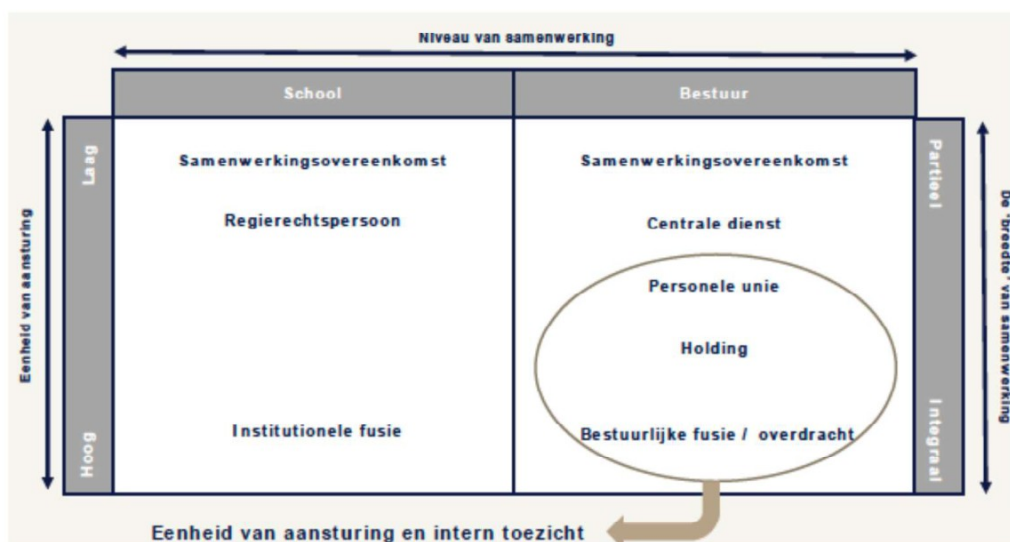 Niveau van samenwerking
School
Bestuur
Eenheid van aansturing
Laag
Hoog
Samenwerkingsovereenkomst
Samenwerkingsovereenkomst
Regierechtspersoon
Centrale dienst
Personele unie
Holding
Institutionele fusie
Bestuurlijke fusie / overdracht
Partieel
Integraal
De 'breedte' van samenwerking
Eenheid van aansturing en intern toezicht